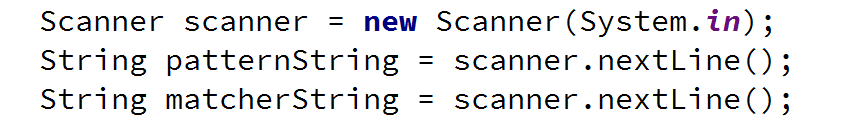 Scanner scanner = new Scanner(System.in);
String patternString = scanner.nextLine();
String matcherString = scanner.nextLine();